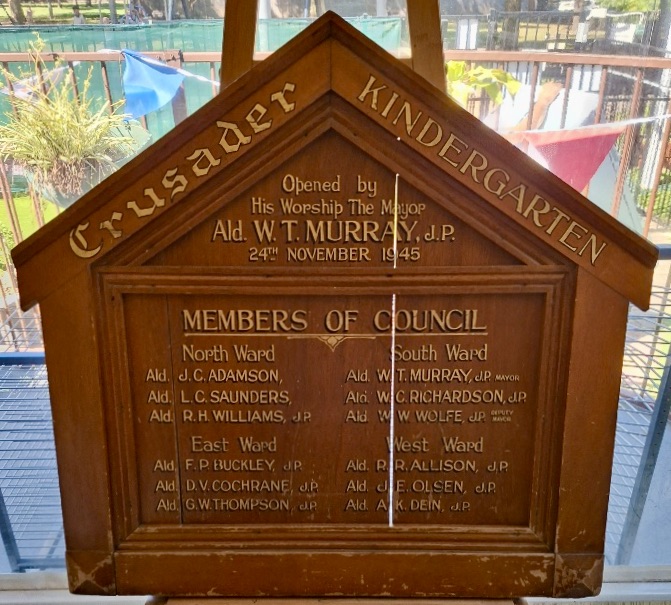 Crusader KINDERGARTEN
Opened by
His Worship The Mayor
Ald. W. T. MURRAY, J.P.
24TH NOVEMBER 1945
MEMBERS OF COUNCIL
North Ward
Ald. J. C. ADAMSON,
Ald. L. C. SAUNDERS,
Ald. R. H. WILLIAMS, J.P.
South Ward
Ald. W. T. MURRAY, J.P. MAYOR
Ald. W. C. RICHARDSON, J.P.
Ald. W. W. WOLFE, J.P. DEPUTY MAYOR
East Ward
Ald. F. P. BUCKLEY, J.P.
Ald. D. V. COCHRANE, J.P.
Ald. G. W. THOMPSON, J.P.
West Ward
Ald. R. R. ALLISON, J.P.
Ald. J. E. OLSEN, J.P.
Ald. A. K. DEIN, J.P.